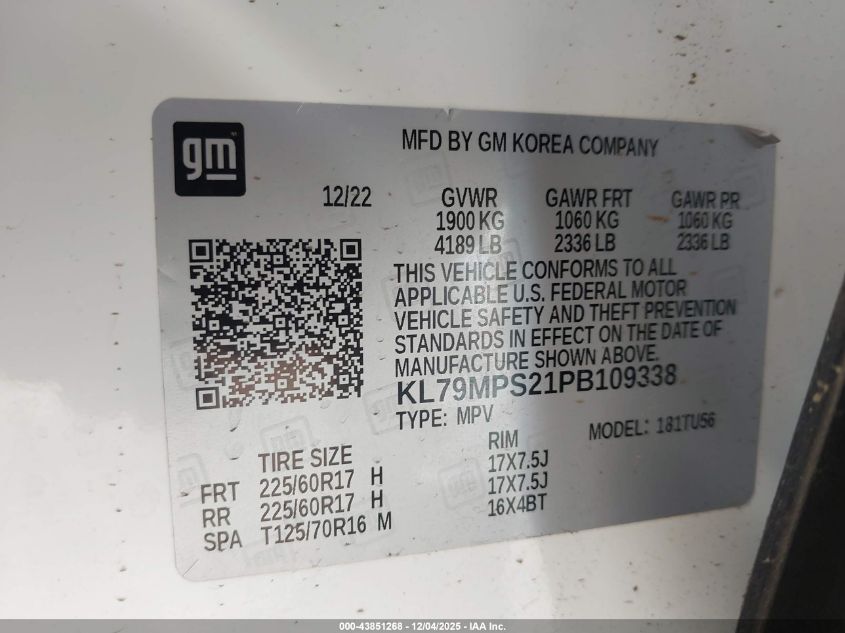 gm
MFD BY GM KOREA COMPANY
12/22 GVWR GAWR FRT GAWR PR
1900 KG 1060 KG 1060 KG
4189 LB 2336 LB 2336 LB
THIS VEHICLE CONFORMS TO ALL
APPLICABLE U.S. FEDERAL MOTOR
VEHICLE SAFETY AND THEFT PREVENTION
STANDARDS IN EFFECT ON THE DATE OF
MANUFACTURE SHOWN ABOVE.
KL79MPS21PB109338
TYPE: MPV MODEL: 181TU56
TIRE SIZE RIM
FRT 225/60R17 H 17X7.5J
RR 225/60R17 H 17X7.5J
SPA T125/70R16 M 16X4BT
000-43851268 - 12/04/2025 - IAA Inc.